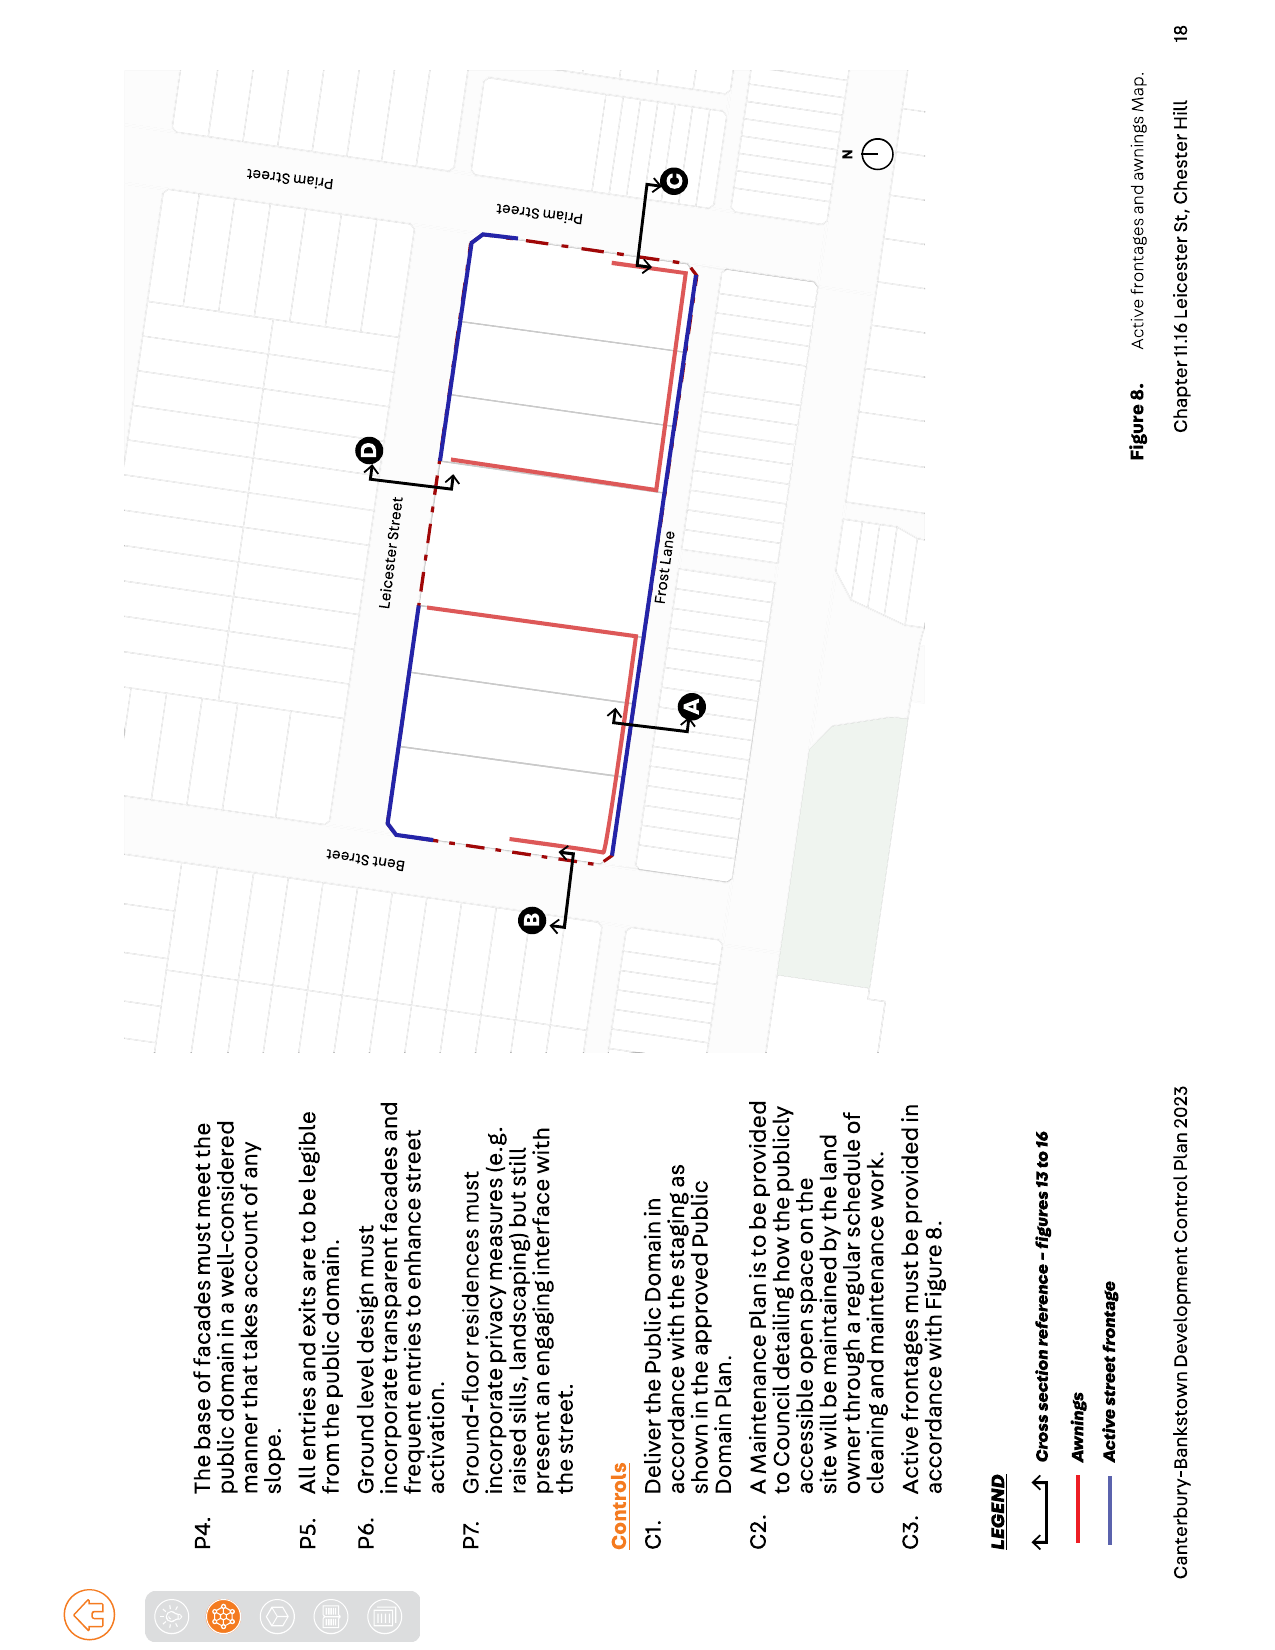 P4. The base of facades must meet the
public domain in a well-considered
manner that takes account of any
slope.
P5. All entries and exits are to be legible
from the public domain.
P6. Ground level design must
incorporate transparent facades and
frequent entries to enhance street
activation.
P7. Ground-floor residences must
incorporate privacy measures (e.g.
raised sills, landscaping) but still
present an engaging interface with
the street.
Controls
C1. Deliver the Public Domain in
accordance with the staging as
shown in the approved Public
Domain Plan.
C2. A Maintenance Plan is to be provided
to Council detailing how the publicly
accessible open space on the
site will be maintained by the land
owner through a regular schedule of
cleaning and maintenance work.
C3. Active frontages must be provided in
accordance with Figure 8.
LEGEND
Cross section reference - figures 13 to 16
Awnings
Active street frontage
Priam Street
Priam Street
Leicester Street
Frost Lane
Bent Street
D
C
A
B
N
Figure 8. Active frontages and awnings Map.
Canterbury-Bankstown Development Control Plan 2023
Chapter 11.16 Leicester St, Chester Hill 18